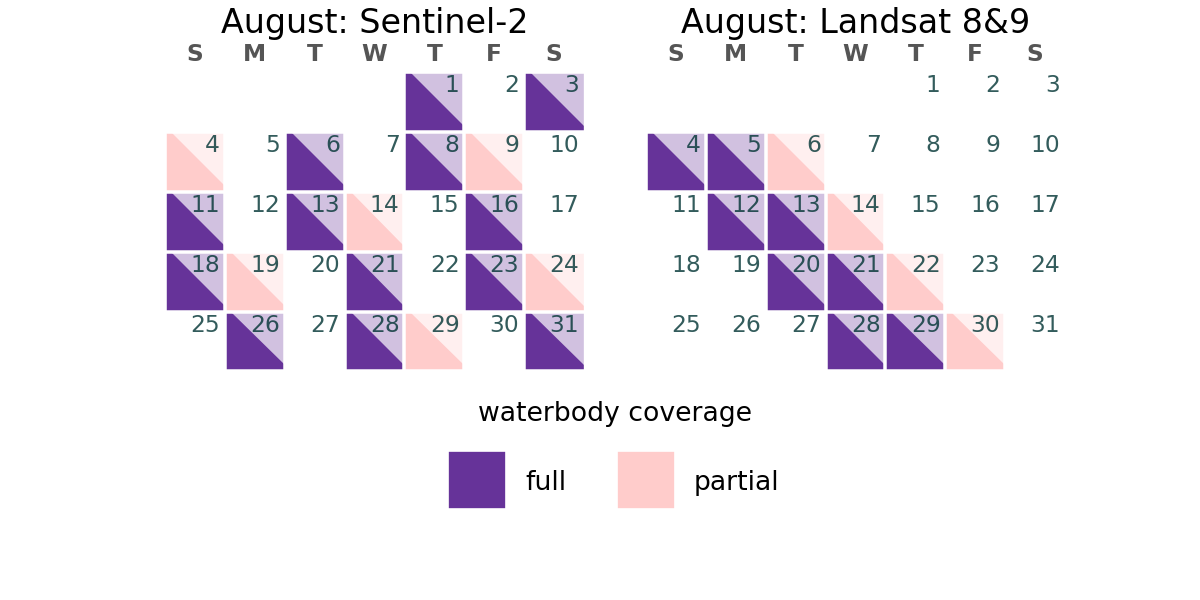 August: Sentinel-2
S M T W T F S
1 2 3
4 5 6 7 8 9 10
11 12 13 14 15 16 17
18 19 20 21 22 23 24
25 26 27 28 29 30 31
August: Landsat 8&9
S M T W T F S
1 2 3
4 5 6 7 8 9 10
11 12 13 14 15 16 17
18 19 20 21 22 23 24
25 26 27 28 29 30 31
waterbody coverage
full partial